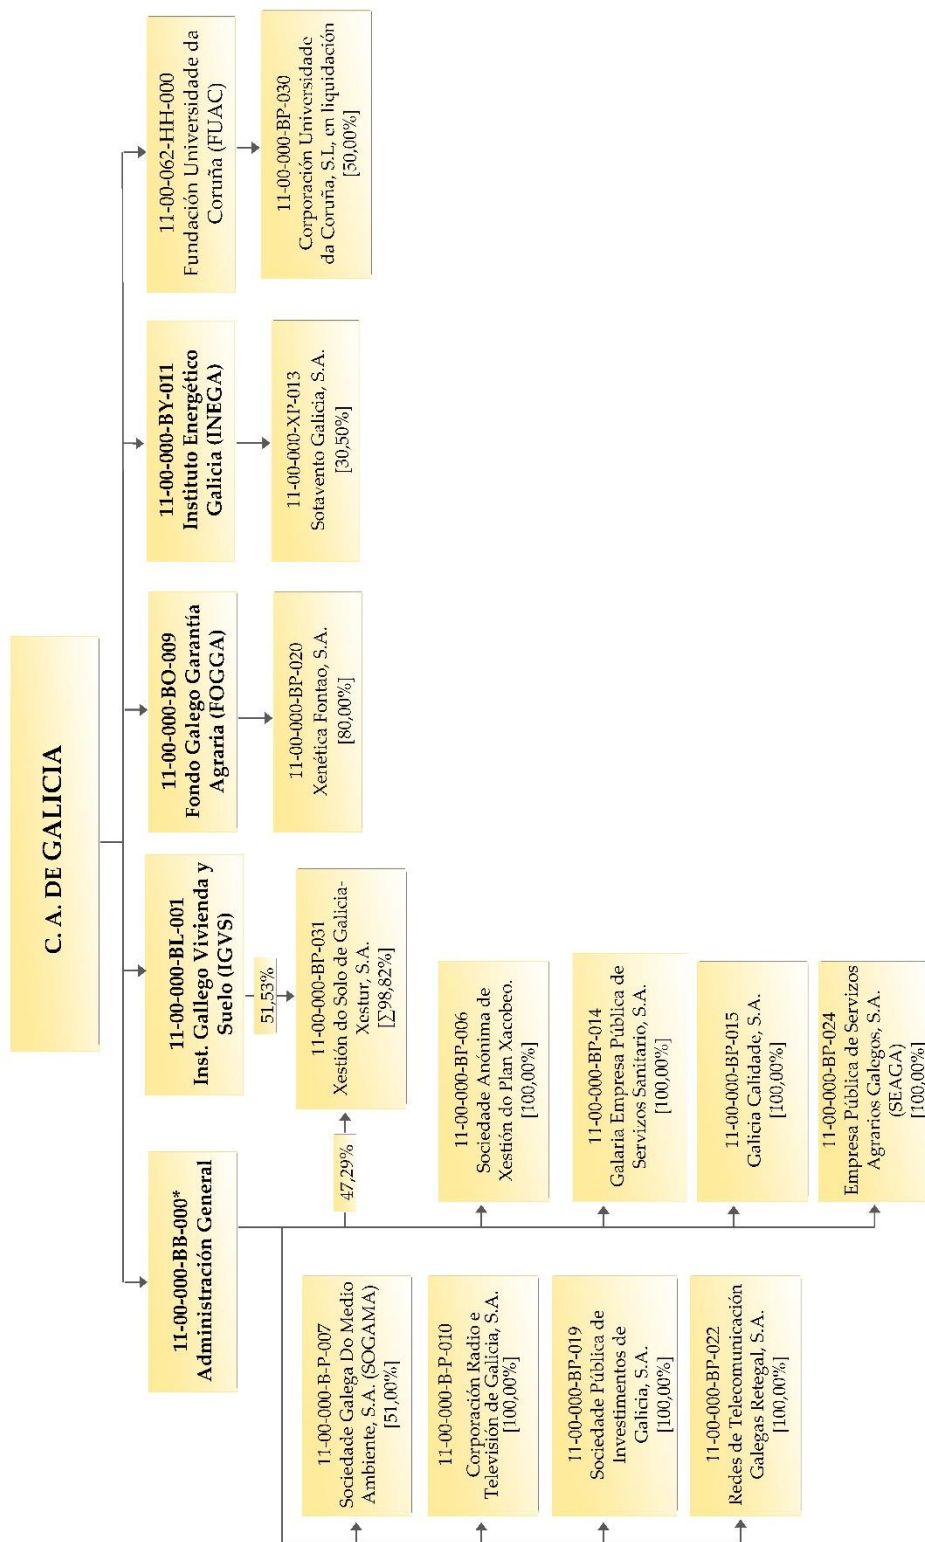 C. A. DE GALICIA
11-00-000-BB-000*
Administración General
11-00-000-BL-001
Inst. Gallego Vivienda y
Suelo (IGVS)
11-00-000-BO-009
Fondo Galego Garantía
Agraria (FOGGA)
11-00-000-BY-011
Instituto Energético
Galicia (INEGA)
11-00-062-HH-000
Fundación Universidade da
Coruña (FUAC)
51,53%
47,29%
11-00-000-BP-031
Xestión do Solo de Galicia-
Xestur, S.A.
[∑98,82%]
11-00-000-BP-020
Xenética Fontao, S.A.
[80,00%]
11-00-000-XP-013
Sotavento Galicia, S.A.
[30,50%]
11-00-000-BP-030
Corporación Universidade
da Coruña, S.L, en liquidación
[50,00%]
11-00-000-B-P-007
Sociedade Galega Do Medio
Ambiente, S.A. (SOGAMA)
[51,00%]
11-00-000-BP-006
Sociedade Anónima de
Xestión do Plan Xacobeo.
[100,00%]
11-00-000-B-P-010
Corporación Radio e
Televisión de Galicia, S.A.
[100,00%]
11-00-000-BP-014
Galaria Empresa Pública de
Servizos Sanitario, S.A.
[100,00%]
11-00-000-BP-019
Sociedade Pública de
Investimentos de
Galicia, S.A.
[100,00%]
11-00-000-BP-015
Galicia Calidade, S.A.
[100,00%]
11-00-000-BP-022
Redes de Telecomunicación
Galegas Retegal, S.A.
[100,00%]
11-00-000-BP-024
Empresa Pública de Servizos
Agrarios Galegos, S.A.
(SEAGA)
[100,00%]